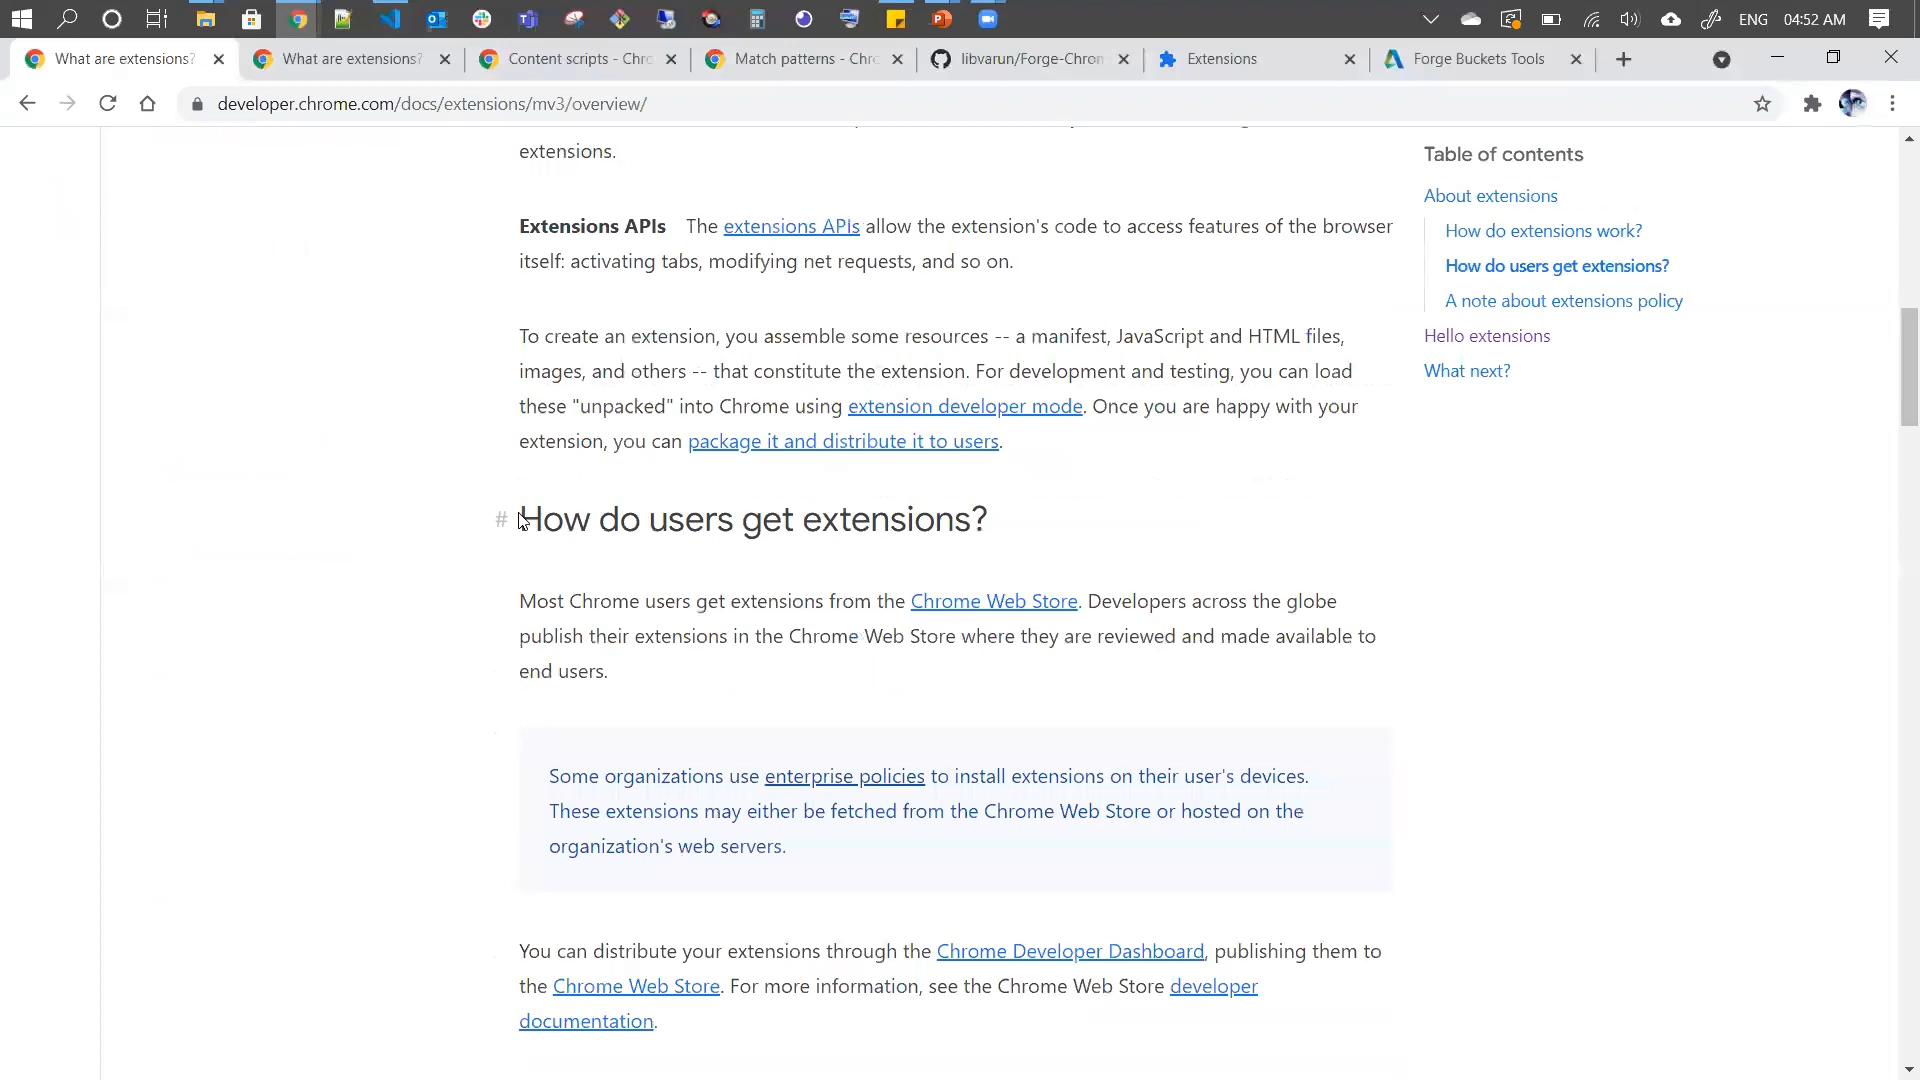 ENG 04:52 AM
What are extensions?
What are extensions?
Content scripts - Chro
Match patterns - Chro
libvarun/Forge-Chrom
Extensions
Forge Buckets Tools
developer.chrome.com/docs/extensions/mv3/overview/
extensions.
Extensions APIs The extensions APIs allow the extension's code to access features of the browser
itself: activating tabs, modifying net requests, and so on.
To create an extension, you assemble some resources -- a manifest, JavaScript and HTML files,
images, and others -- that constitute the extension. For development and testing, you can load
these "unpacked" into Chrome using extension developer mode. Once you are happy with your
extension, you can package it and distribute it to users.
# How do users get extensions?
Most Chrome users get extensions from the Chrome Web Store. Developers across the globe
publish their extensions in the Chrome Web Store where they are reviewed and made available to
end users.
Some organizations use enterprise policies to install extensions on their user's devices.
These extensions may either be fetched from the Chrome Web Store or hosted on the
organization's web servers.
You can distribute your extensions through the Chrome Developer Dashboard, publishing them to
the Chrome Web Store. For more information, see the Chrome Web Store developer
documentation.
Table of contents
About extensions
How do extensions work?
How do users get extensions?
A note about extensions policy
Hello extensions
What next?